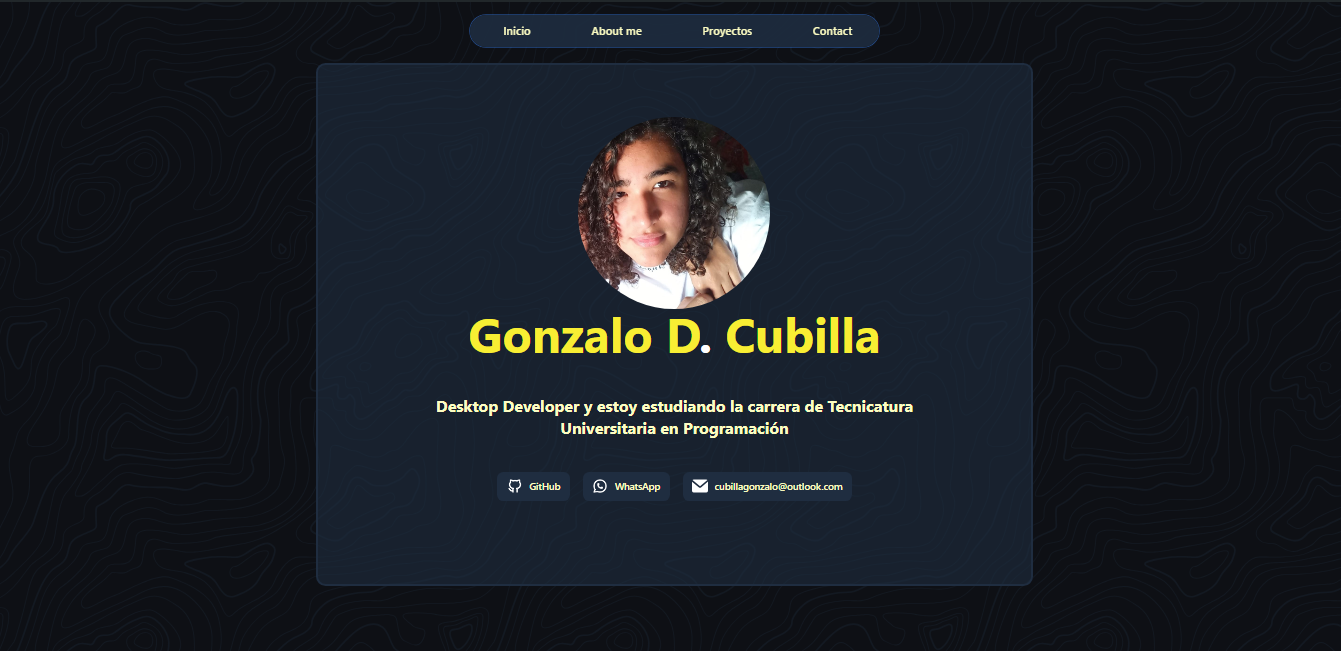 Inicio About me Proyectos Contact
Gonzalo D. Cubilla
Desktop Developer y estoy estudiando la carrera de Tecnicatura
Universitaria en Programación
GitHub WhatsApp cubillagonzalo@outlook.com